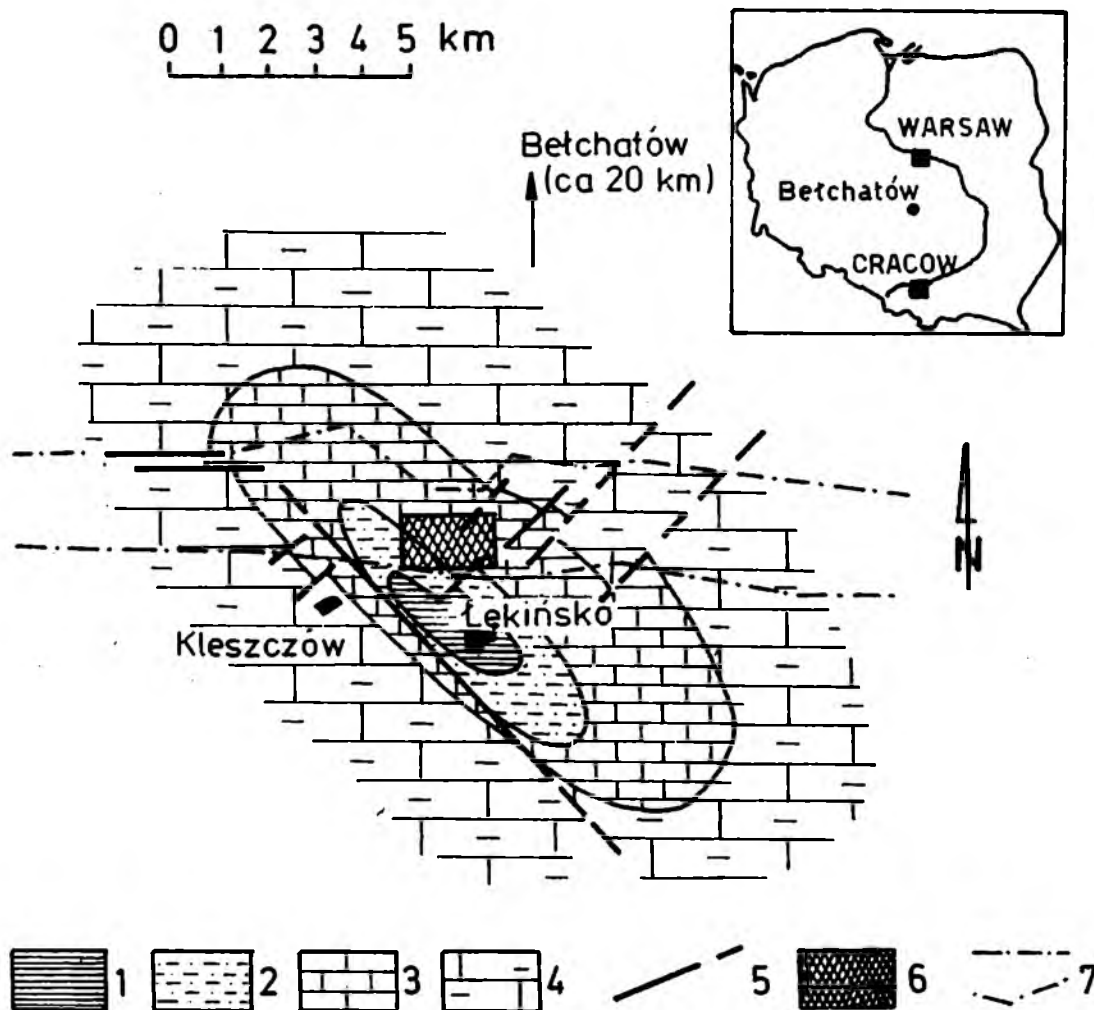 0 1 2 3 4 5 km
Bełchatów
(ca 20 km)
WARSAW
Bełchatów
CRACOW
N
Łękińsko
Kleszczów
1 2 3 4 5 6 7